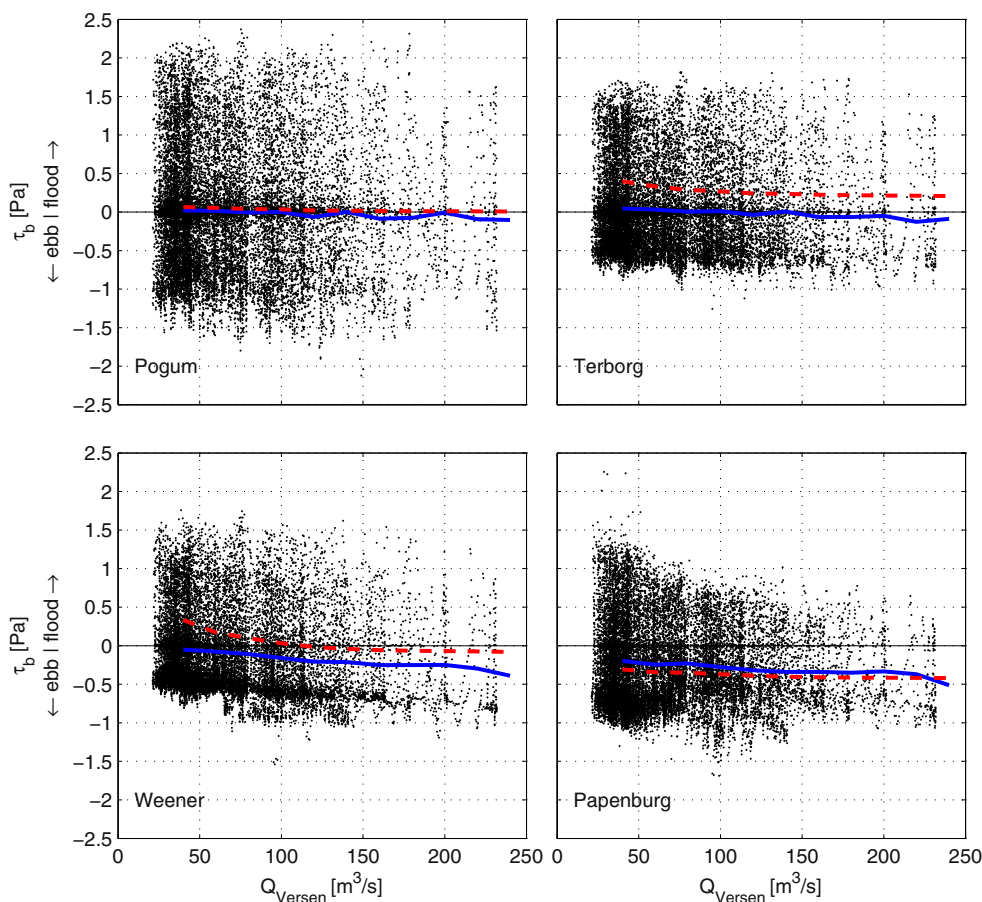 2.5
2
1.5
1
0.5
0
−0.5
−1
−1.5
−2
−2.5
τb [Pa]
← ebb | flood →
Pogum
Terborg
2.5
2
1.5
1
0.5
0
−0.5
−1
−1.5
−2
−2.5
τb [Pa]
← ebb | flood →
Weener
Papenburg
0 50 100 150 200 250
0 50 100 150 200 250
QVersen [m3/s]
QVersen [m3/s]